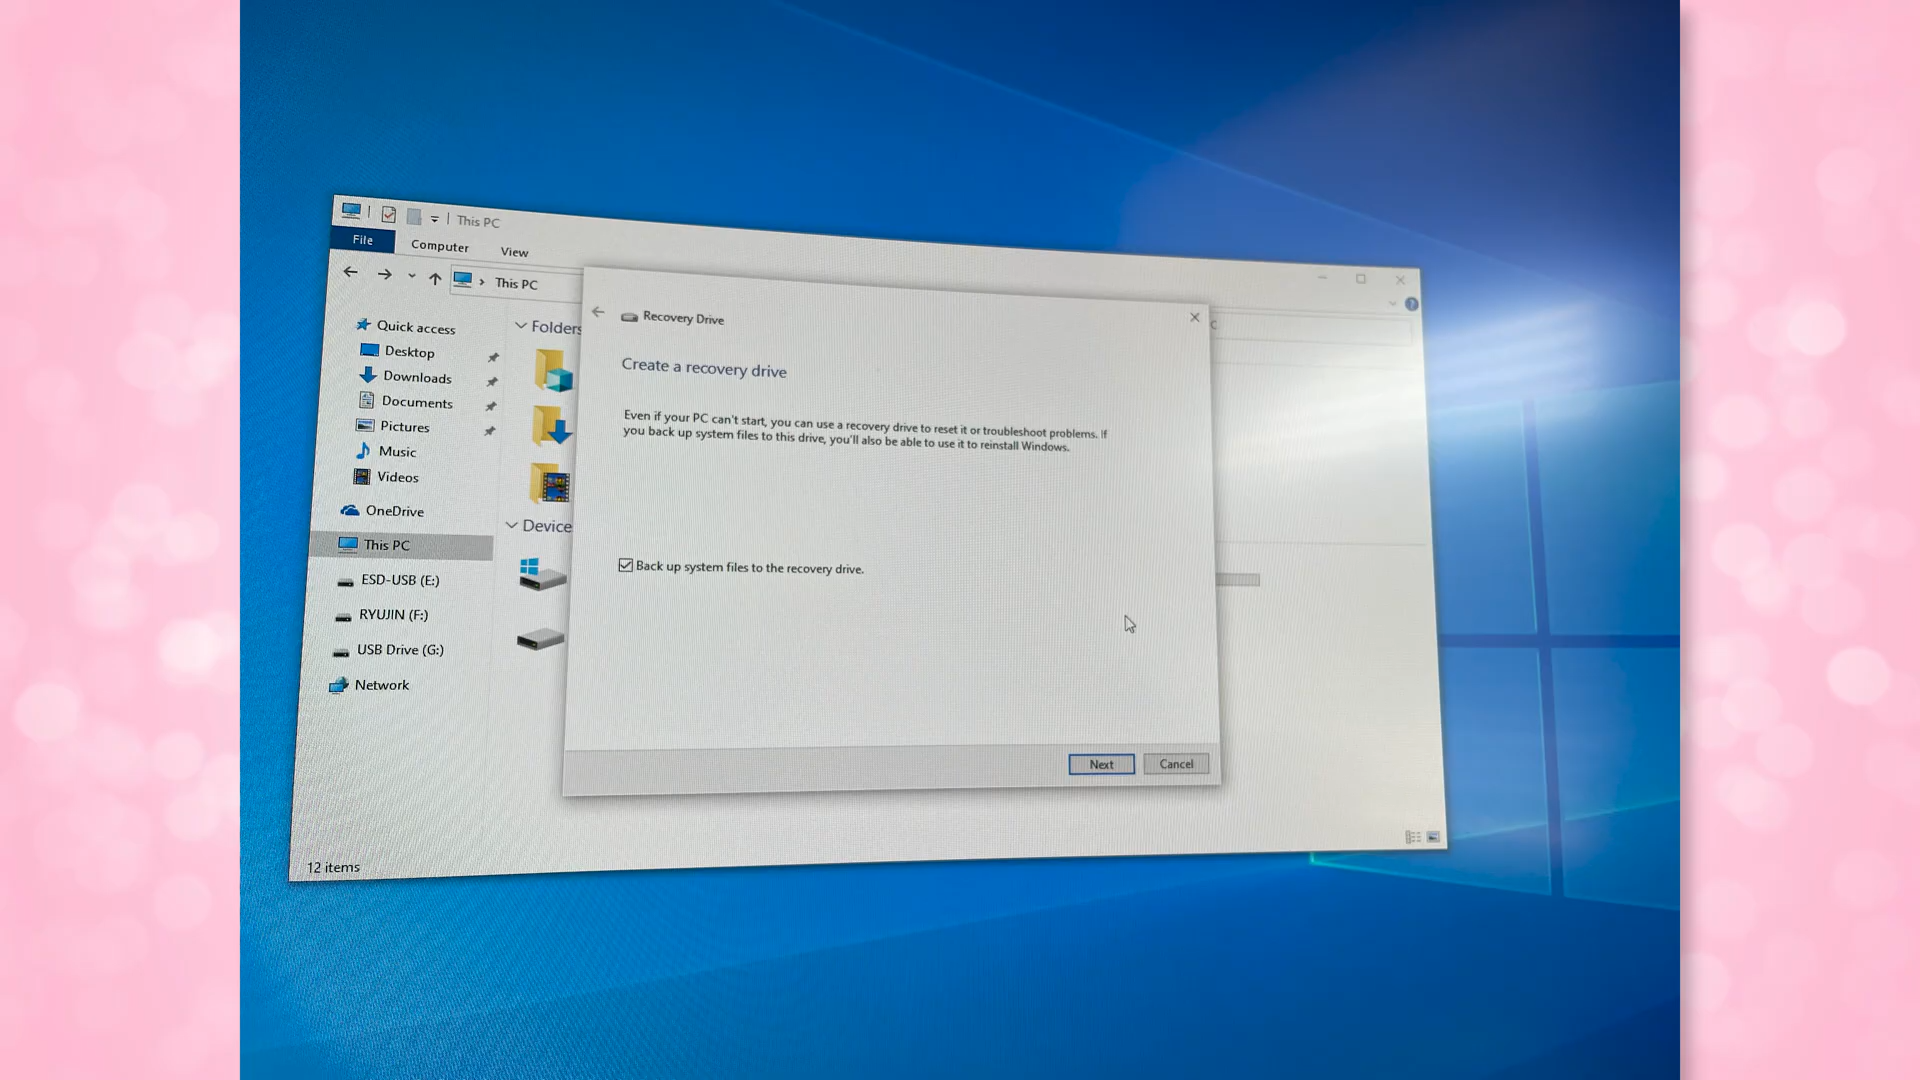 This PC
File
Computer
View
This PC
Quick access
Desktop
Downloads
Documents
Pictures
Music
Videos
OneDrive
This PC
ESD-USB (E:)
RYUJIN (F:)
USB Drive (G:)
Network
12 items
Folders
Device
Recovery Drive
Create a recovery drive
Even if your PC can't start, you can use a recovery drive to reset it or troubleshoot problems. If
you back up system files to this drive, you'll also be able to use it to reinstall Windows.
Back up system files to the recovery drive.
Next
Cancel